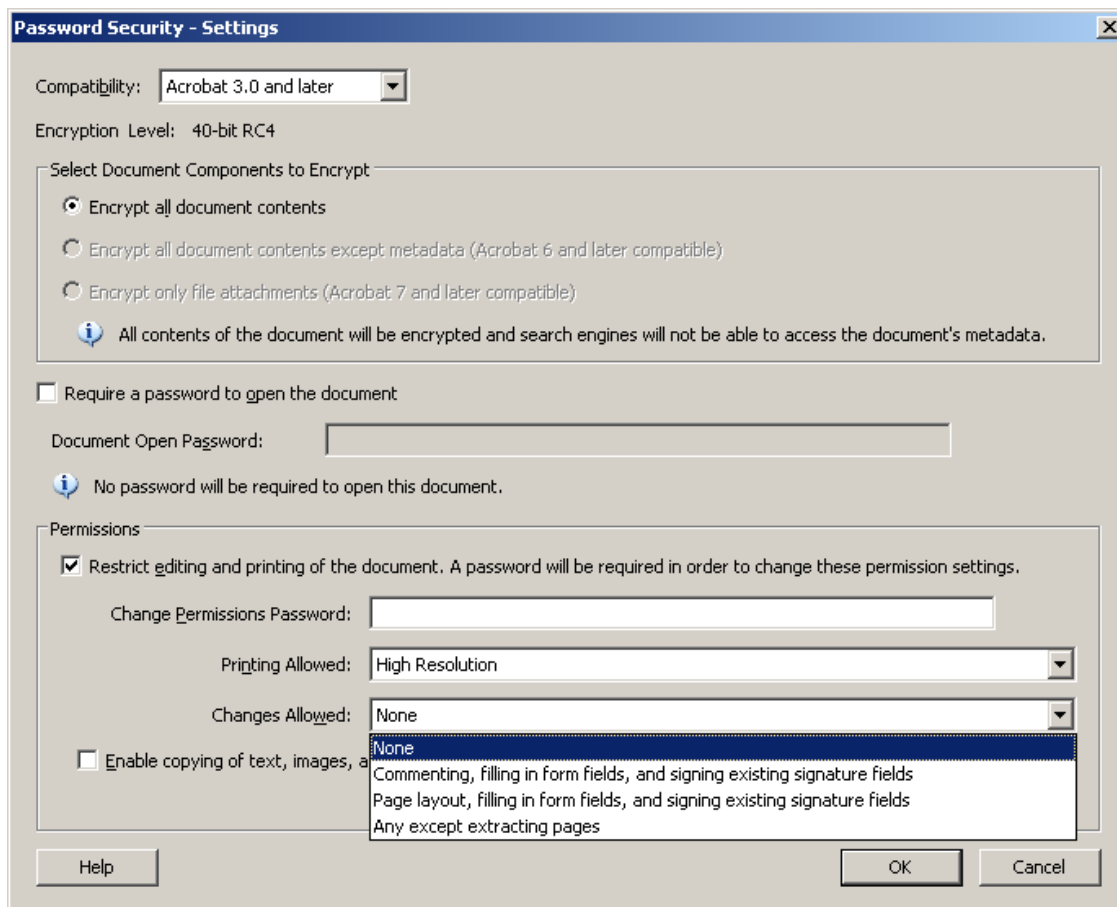 Password Security - Settings
Compatibility: Acrobat 3.0 and later
Encryption Level: 40-bit RC4
Select Document Components to Encrypt
Encrypt all document contents
Encrypt all document contents except metadata (Acrobat 6 and later compatible)
Encrypt only file attachments (Acrobat 7 and later compatible)
All contents of the document will be encrypted and search engines will not be able to access the document's metadata.
Require a password to open the document
Document Open Password:
No password will be required to open this document.
Permissions
Restrict editing and printing of the document. A password will be required in order to change these permission settings.
Change Permissions Password:
Printing Allowed: High Resolution
Changes Allowed: None
None
Enable copying of text, images, a
Commenting, filling in form fields, and signing existing signature fields
Page layout, filling in form fields, and signing existing signature fields
Any except extracting pages
Help OK Cancel